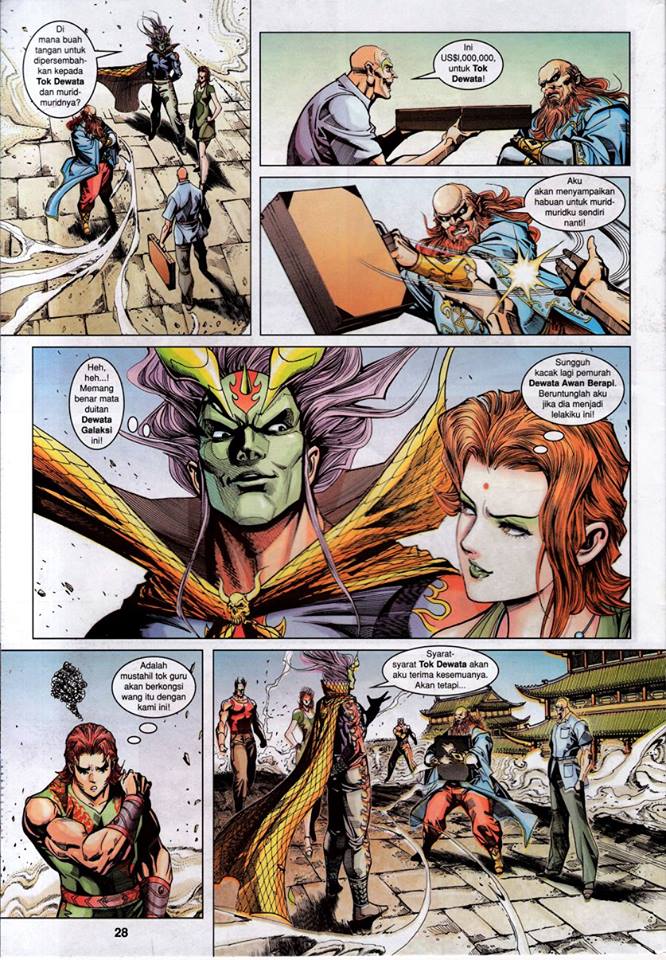 Di
mana buah
tangan untuk
dipersembah-
kan kepada
Tok Dewata
dan murid-
muridnya?
Ini
US$1,000,000,
untuk Tok
Dewata!
Aku
akan menyampaikan
habuan untuk murid-
muridku sendiri
nanti!
Heh,
heh...!
Memang
benar mata
duitan
Dewata
Galaksi
ini!
Sungguh
kacak lagi pemurah
Dewata Awan Berapi.
Beruntunglah aku
jika dia menjadi
lelakiku ini!
Adalah
mustahil tok guru
akan berkongsi
wang itu dengan
kami ini!
Syarat-
syarat Tok Dewata akan
aku terima kesemuanya.
Akan tetapi...
28